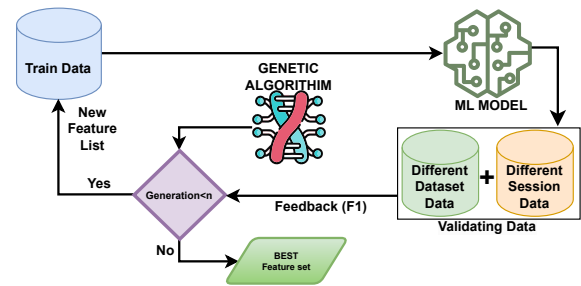 Train Data
GENETIC
ALGORITHIM
ML MODEL
New
Feature
List
Yes
Generation<n
Feedback (F1)
Different
Dataset
Data
+
Different
Session
Data
Validating Data
No
BEST
Feature set